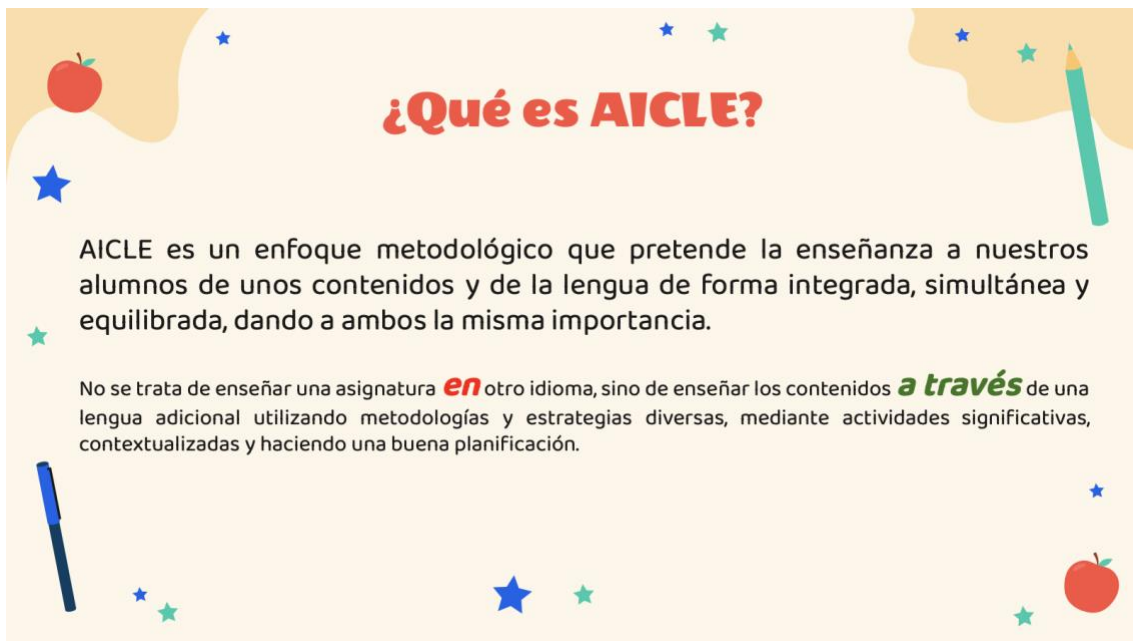 ¿Qué es AICLE?
AICLE es un enfoque metodológico que pretende la enseñanza a nuestros
alumnos de unos contenidos y de la lengua de forma integrada, simultánea y
equilibrada, dando a ambos la misma importancia.
No se trata de enseñar una asignatura en otro idioma, sino de enseñar los contenidos a través de una
lengua adicional utilizando metodologías y estrategias diversas, mediante actividades significativas,
contextualizadas y haciendo una buena planificación.